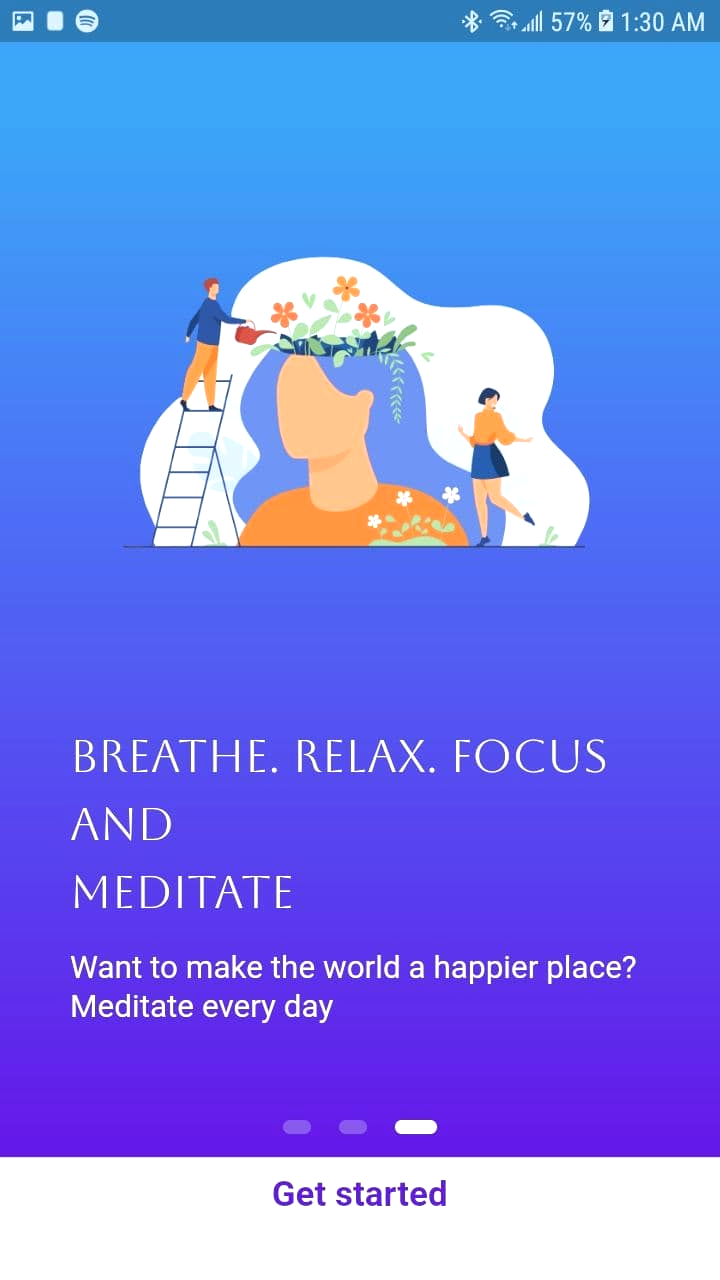 57% 1:30 AM
BREATHE. RELAX. FOCUS
AND
MEDITATE
Want to make the world a happier place?
Meditate every day
Get started